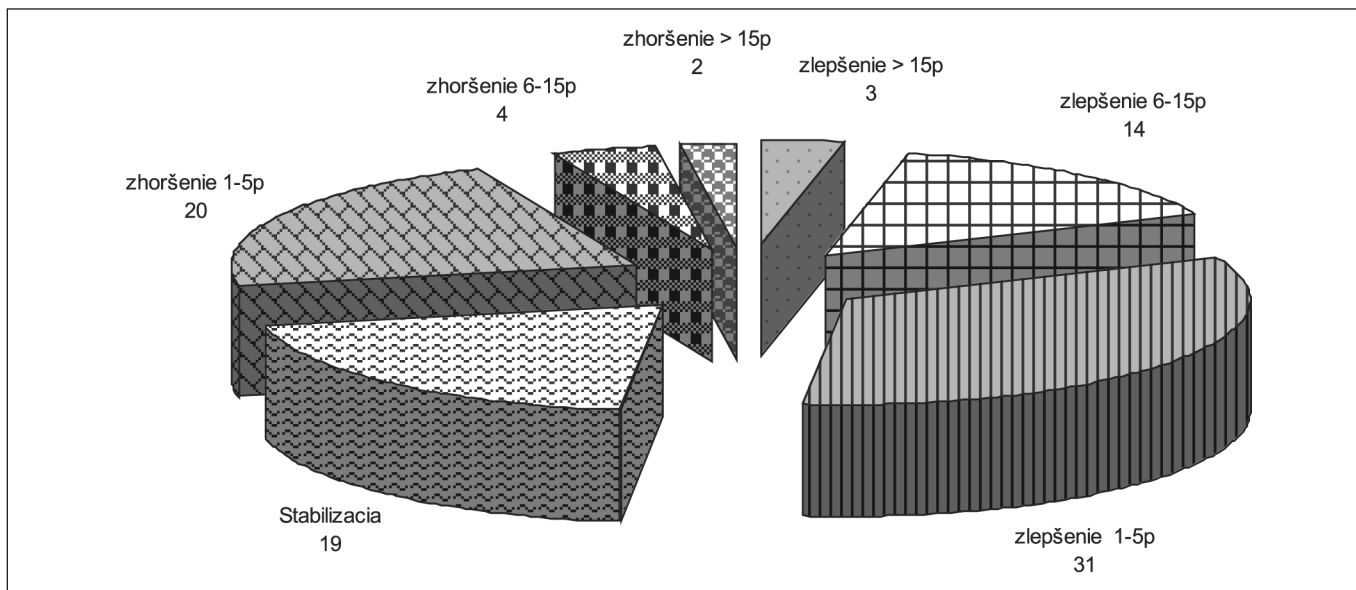 zhoršenie > 15p
2
zlepšenie > 15p
3
zhoršenie 6-15p
4
zlepšenie 6-15p
14
zhoršenie 1-5p
20
Stabilizacia
19
zlepšenie 1-5p
31